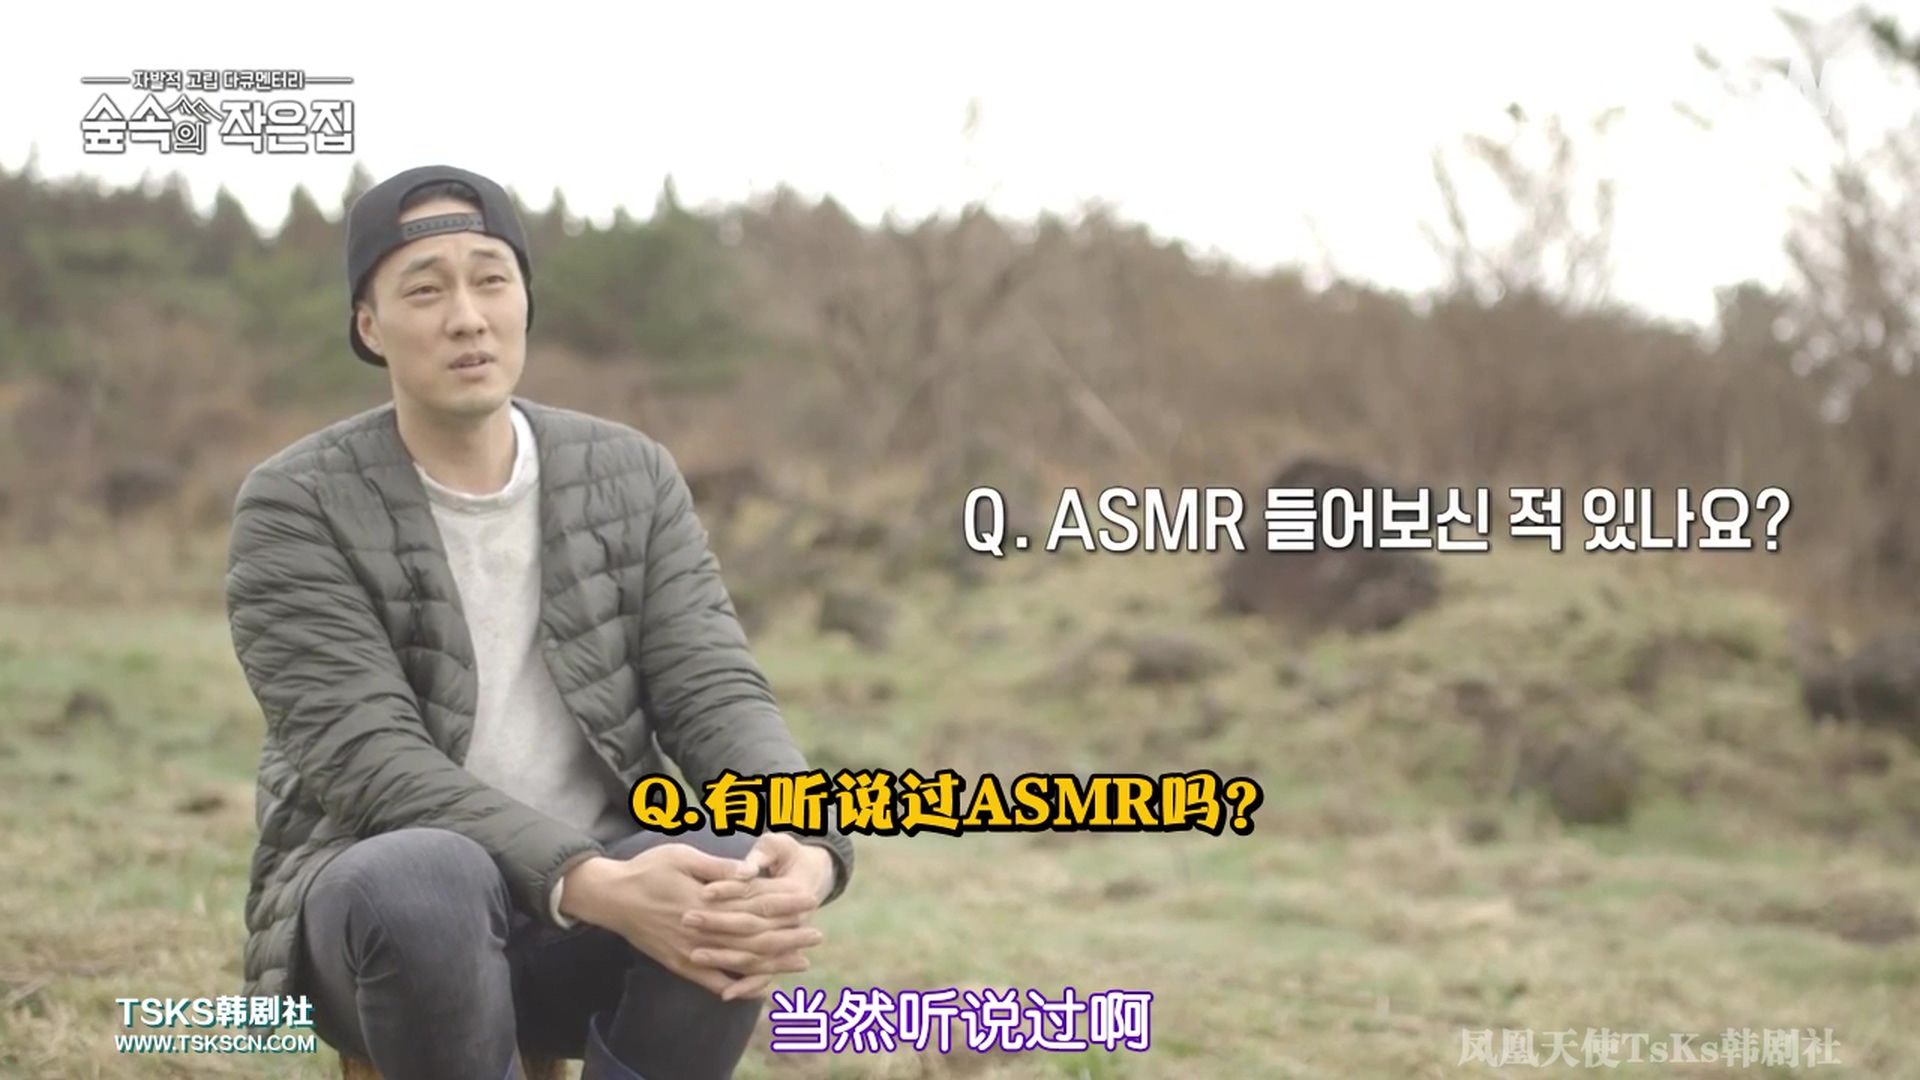 자발적 고립 다큐멘터리
숲속의 작은집
Q. ASMR 들어보신 적 있나요?
Q.有听说过ASMR吗?
当然听说过啊
TSKS韩剧社
WWW.TSKSCN.COM
凤凰天使TsKs韩剧社